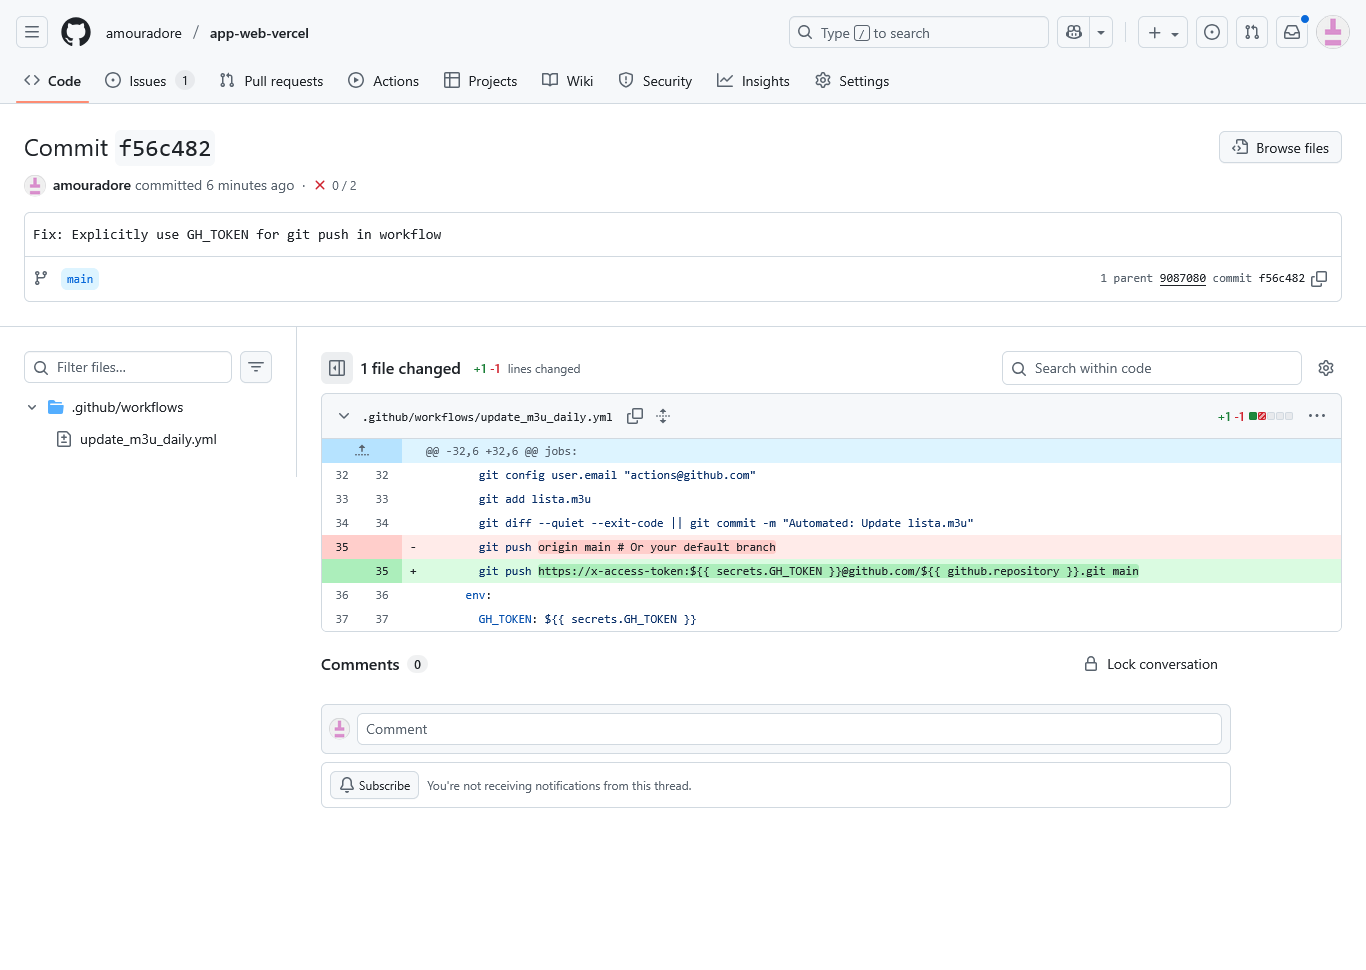 amouradore / app-web-vercel
Type / to search
Code
Issues 1
Pull requests
Actions
Projects
Wiki
Security
Insights
Settings
Commit f56c482
Browse files
amouradore committed 6 minutes ago · 0 / 2
Fix: Explicitly use GH_TOKEN for git push in workflow
main
1 parent 9087080 commit f56c482
Filter files...
.github/workflows
update_m3u_daily.yml
1 file changed +1 -1 lines changed
Search within code
.github/workflows/update_m3u_daily.yml
+1 -1
@@ -32,6 +32,6 @@ jobs:
32 32 git config user.email "actions@github.com"
33 33 git add lista.m3u
34 34 git diff --quiet --exit-code || git commit -m "Automated: Update lista.m3u"
35 - git push origin main # Or your default branch
35 + git push https://x-access-token:${{ secrets.GH_TOKEN }}@github.com/${{ github.repository }}.git main
36 36 env:
37 37 GH_TOKEN: ${{ secrets.GH_TOKEN }}
Comments 0
Lock conversation
Comment
Subscribe
You're not receiving notifications from this thread.